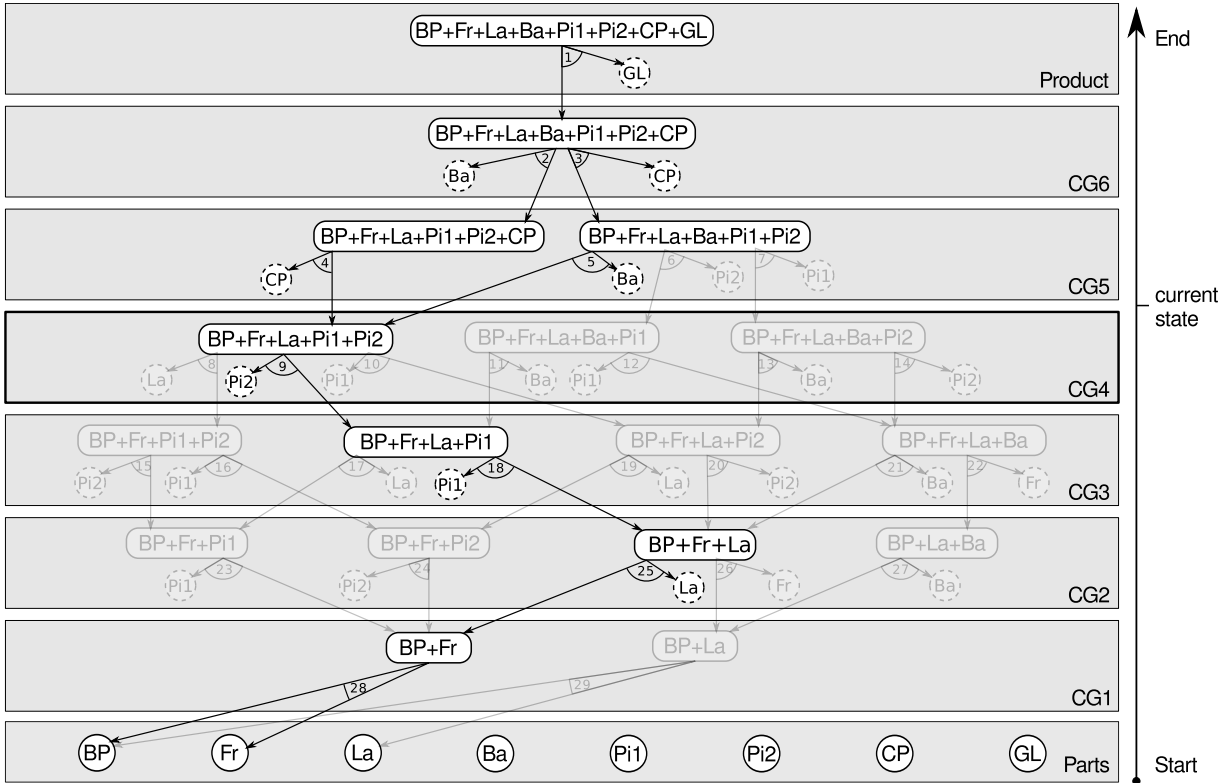 BP+Fr+La+Ba+Pi1+Pi2+CP+GL
1
GL
Product
End
BP+Fr+La+Ba+Pi1+Pi2+CP
2 3
Ba CP
CG6
BP+Fr+La+Pi1+Pi2+CP BP+Fr+La+Ba+Pi1+Pi2
4 5 6 7
CP Ba Pi2 Pi1
CG5
current
state
BP+Fr+La+Pi1+Pi2 BP+Fr+La+Ba+Pi1 BP+Fr+La+Ba+Pi2
8 9 10 11 12 13 14
La Pi2 Pi1 Ba Pi1 Ba Pi2
CG4
BP+Fr+Pi1+Pi2 BP+Fr+La+Pi1 BP+Fr+La+Pi2 BP+Fr+La+Ba
15 16 17 18 19 20 21 22
Pi2 Pi1 La Pi1 La Pi2 Ba Fr
CG3
BP+Fr+Pi1 BP+Fr+Pi2 BP+Fr+La BP+La+Ba
23 24 25 26 27
Pi1 Pi2 La Fr Ba
CG2
BP+Fr BP+La
28 29
CG1
BP Fr La Ba Pi1 Pi2 CP GL
Parts
Start